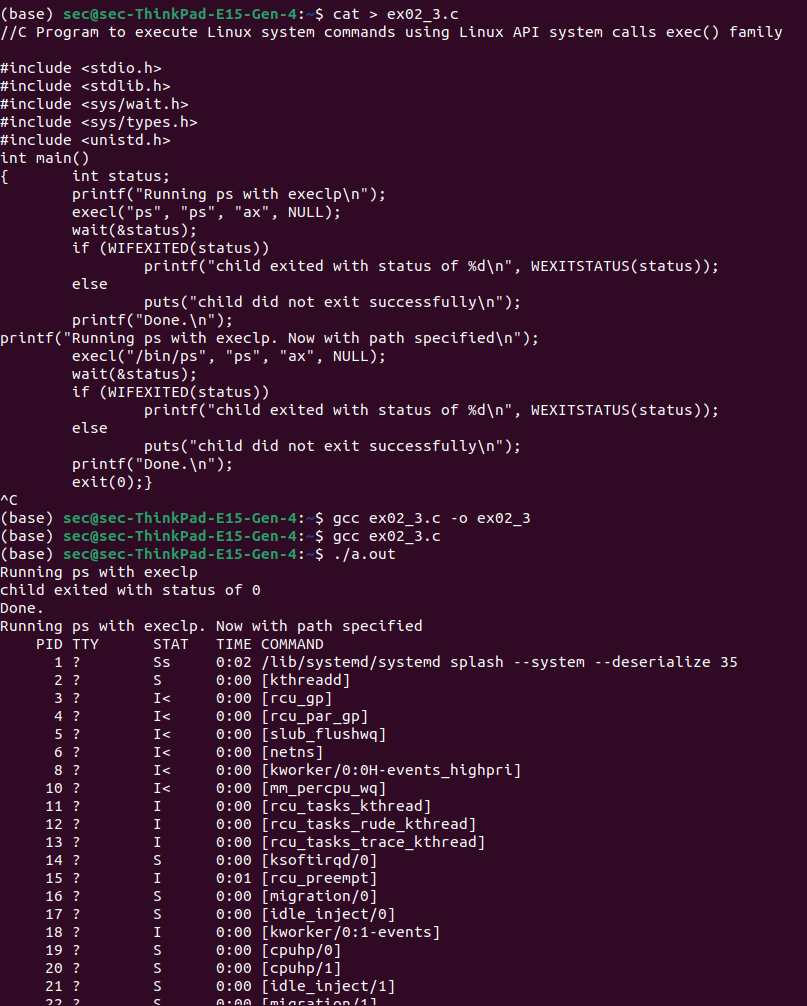 (base) sec@sec-ThinkPad-E15-Gen-4:~$ cat > ex02_3.c
//C Program to execute Linux system commands using Linux API system calls exec() family

#include <stdio.h>
#include <stdlib.h>
#include <sys/wait.h>
#include <sys/types.h>
#include <unistd.h>
int main()
{       int status;
        printf("Running ps with execlp\n");
        execl("ps", "ps", "ax", NULL);
        wait(&status);
        if (WIFEXITED(status))
                printf("child exited with status of %d\n", WEXITSTATUS(status));
        else
                puts("child did not exit successfully\n");
        printf("Done.\n");
printf("Running ps with execlp. Now with path specified\n");
        execl("/bin/ps", "ps", "ax", NULL);
        wait(&status);
        if (WIFEXITED(status))
                printf("child exited with status of %d\n", WEXITSTATUS(status));
        else
                puts("child did not exit successfully\n");
        printf("Done.\n");
        exit(0);}
^C
(base) sec@sec-ThinkPad-E15-Gen-4:~$ gcc ex02_3.c -o ex02_3
(base) sec@sec-ThinkPad-E15-Gen-4:~$ gcc ex02_3.c
(base) sec@sec-ThinkPad-E15-Gen-4:~$ ./a.out
Running ps with execlp
child exited with status of 0
Done.
Running ps with execlp. Now with path specified
    PID TTY      STAT   TIME COMMAND
      1 ?        Ss     0:02 /lib/systemd/systemd splash --system --deserialize 35
      2 ?        S      0:00 [kthreadd]
      3 ?        I<     0:00 [rcu_gp]
      4 ?        I<     0:00 [rcu_par_gp]
      5 ?        I<     0:00 [slub_flushwq]
      6 ?        I<     0:00 [netns]
      8 ?        I<     0:00 [kworker/0:0H-events_highpri]
     10 ?        I<     0:00 [mm_percpu_wq]
     11 ?        I      0:00 [rcu_tasks_kthread]
     12 ?        I      0:00 [rcu_tasks_rude_kthread]
     13 ?        I      0:00 [rcu_tasks_trace_kthread]
     14 ?        S      0:00 [ksoftirqd/0]
     15 ?        I      0:01 [rcu_preempt]
     16 ?        S      0:00 [migration/0]
     17 ?        S      0:00 [idle_inject/0]
     18 ?        I      0:00 [kworker/0:1-events]
     19 ?        S      0:00 [cpuhp/0]
     20 ?        S      0:00 [cpuhp/1]
     21 ?        S      0:00 [idle_inject/1]
     22 ?        S      0:00 [migration/1]